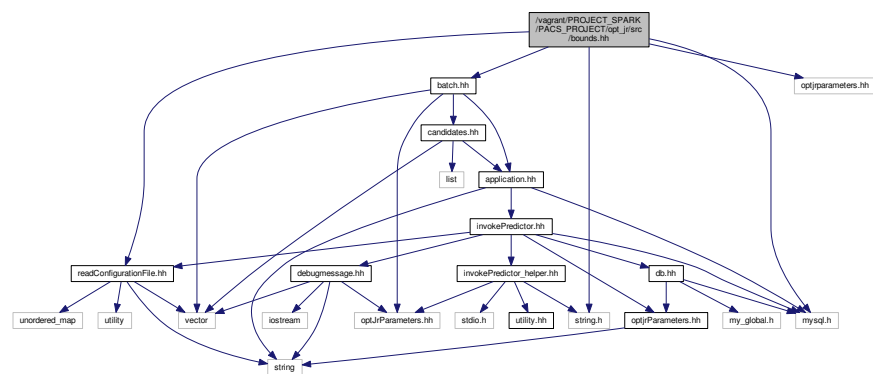 /vagrant/PROJECT_SPARK
/PACS_PROJECT/opt_jr/src
/bounds.hh
batch.hh
optjrparameters.hh
candidates.hh
list
application.hh
invokePredictor.hh
readConfigurationFile.hh
debugmessage.hh
invokePredictor_helper.hh
db.hh
unordered_map
utility
vector
iostream
optJrParameters.hh
stdio.h
utility.hh
string.h
optjrParameters.hh
my_global.h
mysql.h
string